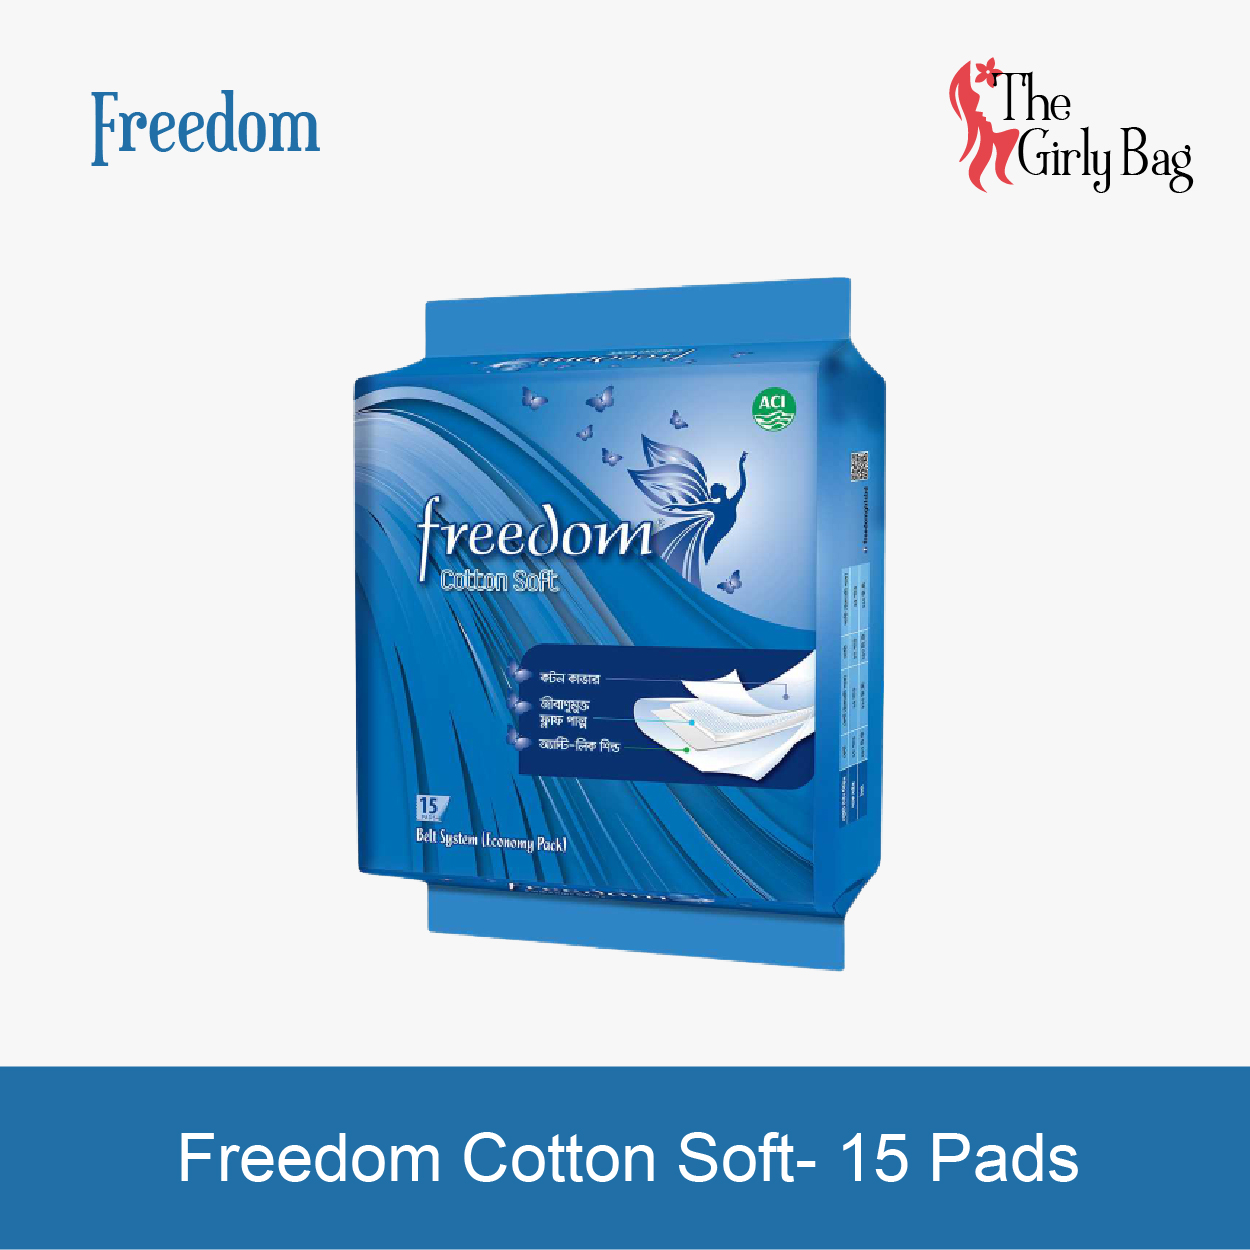 Freedom
The
Girly Bag
freedom
ACI
freedom
Cotton Soft
কটন কাভার
জীবাণুমুক্ত
ফ্লাফ পাল্প
অ্যান্টি-লিক শিল্ড
15
Belt System (Economy Pack)
Freedom Cotton Soft- 15 Pads